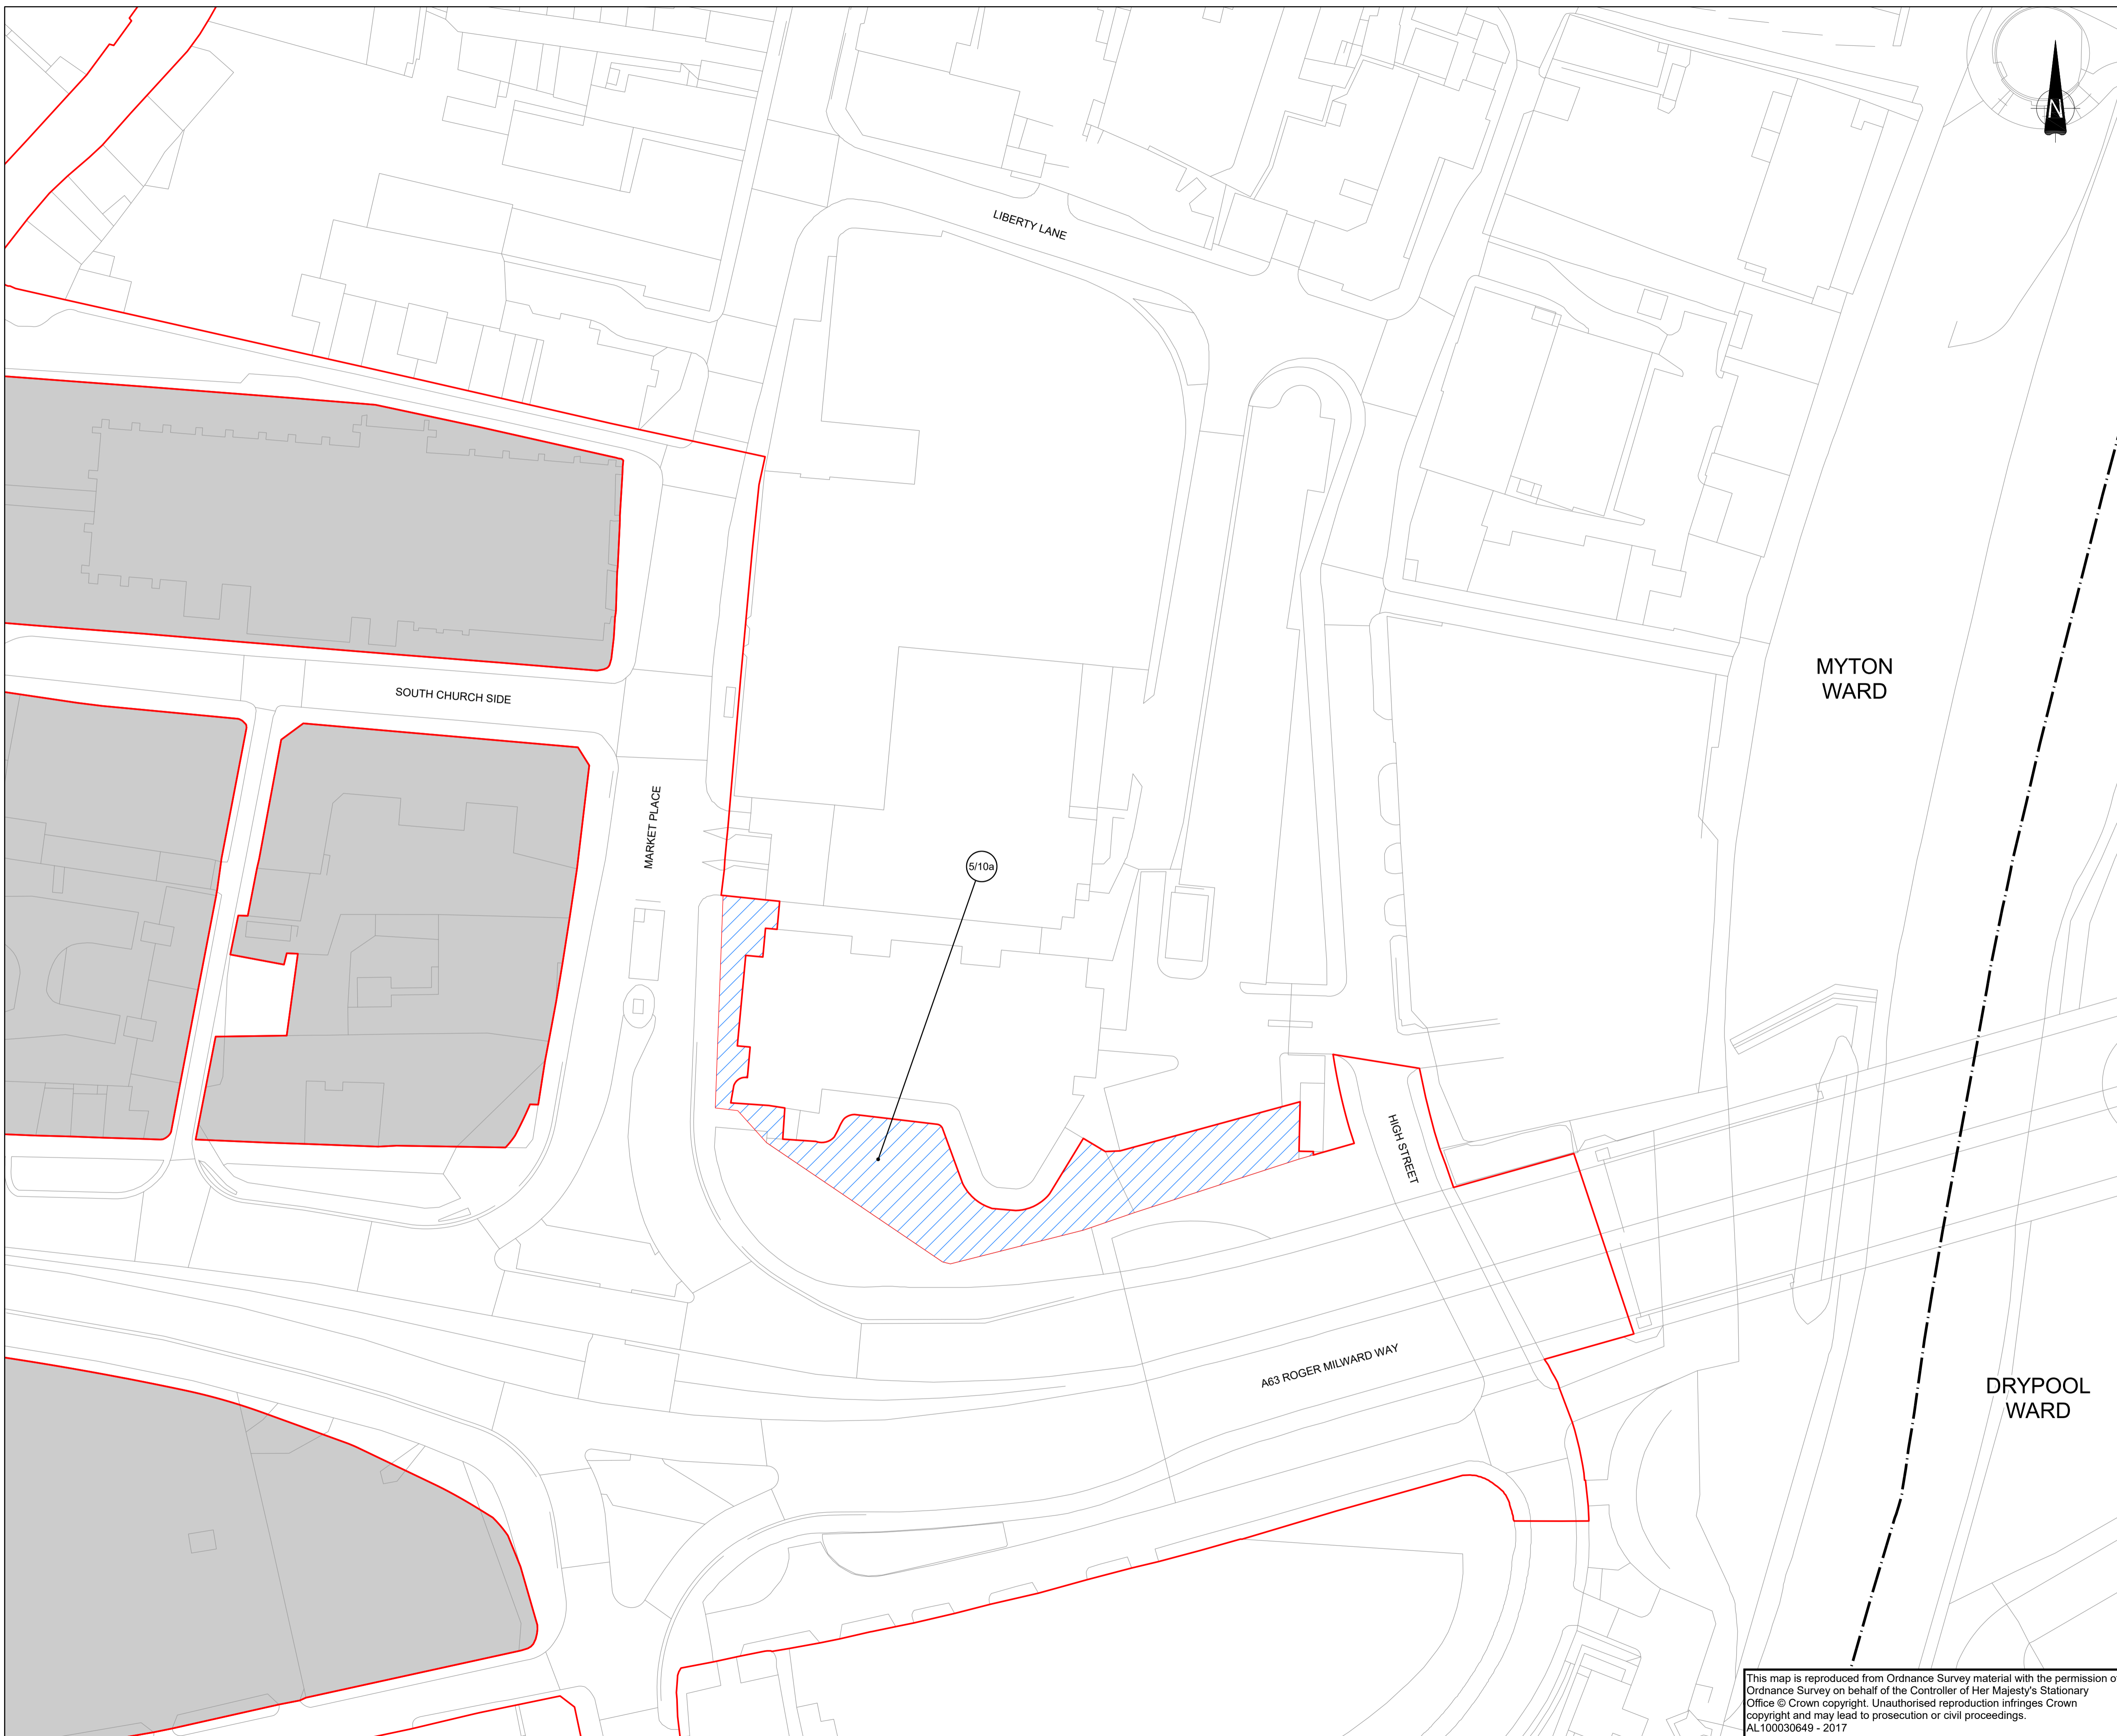 N
LIBERTY LANE
MYTON
WARD
SOUTH CHURCH SIDE
MARKET PLACE
5/10a
HIGH STREET
A63 ROGER MILWARD WAY
DRYPOOL
WARD
This map is reproduced from Ordnance Survey material with the permission of
Ordnance Survey on behalf of the Controller of Her Majesty's Stationary
Office © Crown copyright. Unauthorised reproduction infringes Crown
copyright and may lead to prosecution or civil proceedings.
AL100030649 - 2017